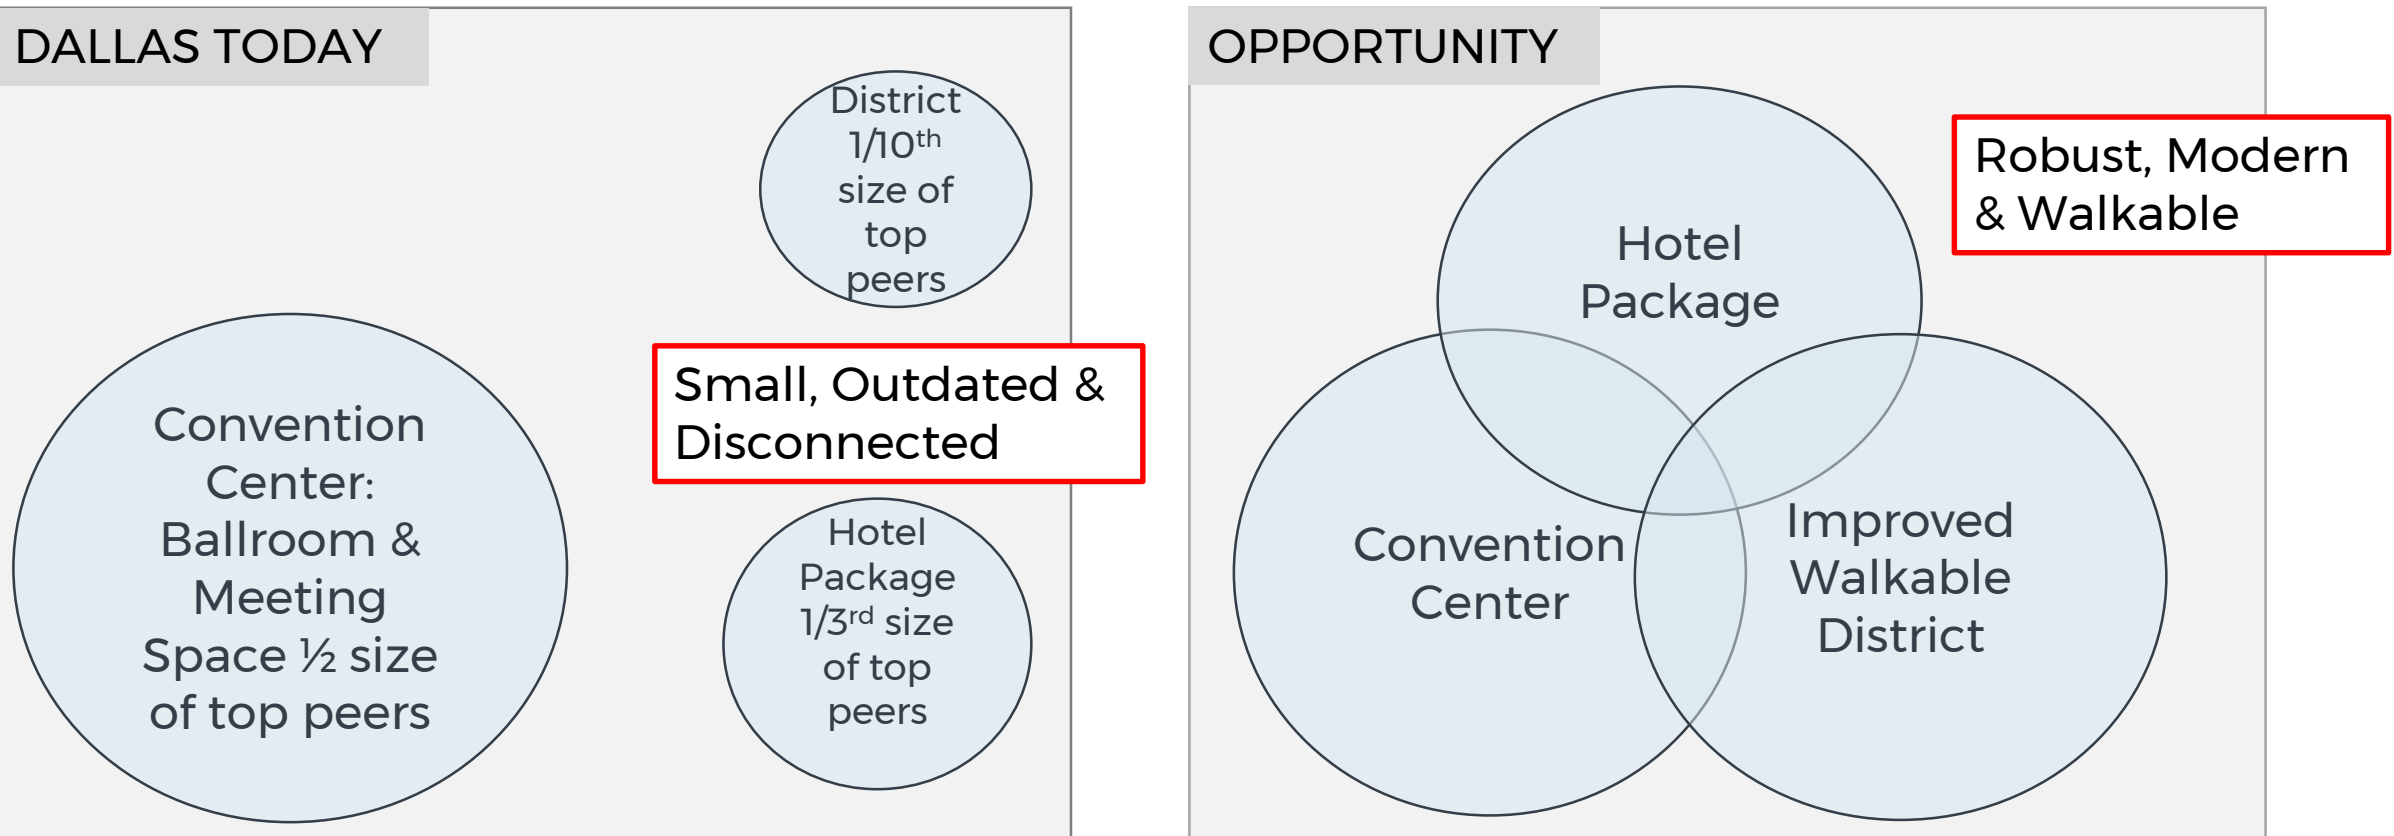 DALLAS TODAY
District
1/10th
size of
top
peers
Small, Outdated &
Disconnected
Convention
Center:
Ballroom &
Meeting
Space ½ size
of top peers
Hotel
Package
1/3rd size
of top
peers
OPPORTUNITY
Robust, Modern
& Walkable
Hotel
Package
Convention
Center
Improved
Walkable
District